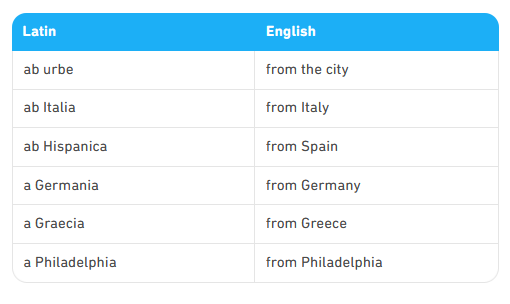 Latin English
ab urbe from the city
ab Italia from Italy
ab Hispanica from Spain
a Germania from Germany
a Graecia from Greece
a Philadelphia from Philadelphia